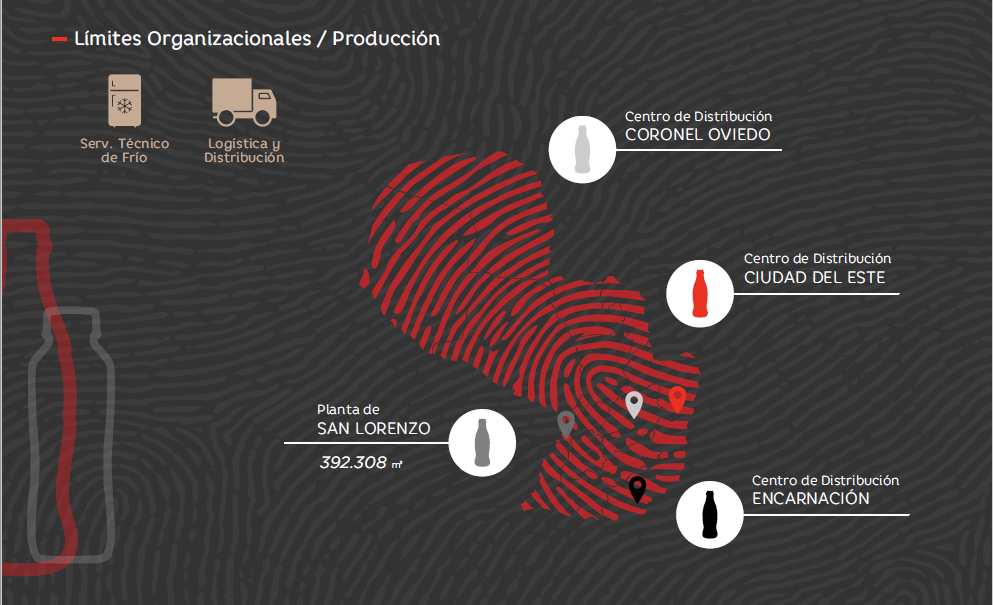 Límites Organizacionales / Producción
Serv. Técnico
de Frío
Logística y
Distribución
Centro de Distribución
CORONEL OVIEDO
Centro de Distribución
CIUDAD DEL ESTE
Planta de
SAN LORENZO
392.308 m²
Centro de Distribución
ENCARNACIÓN